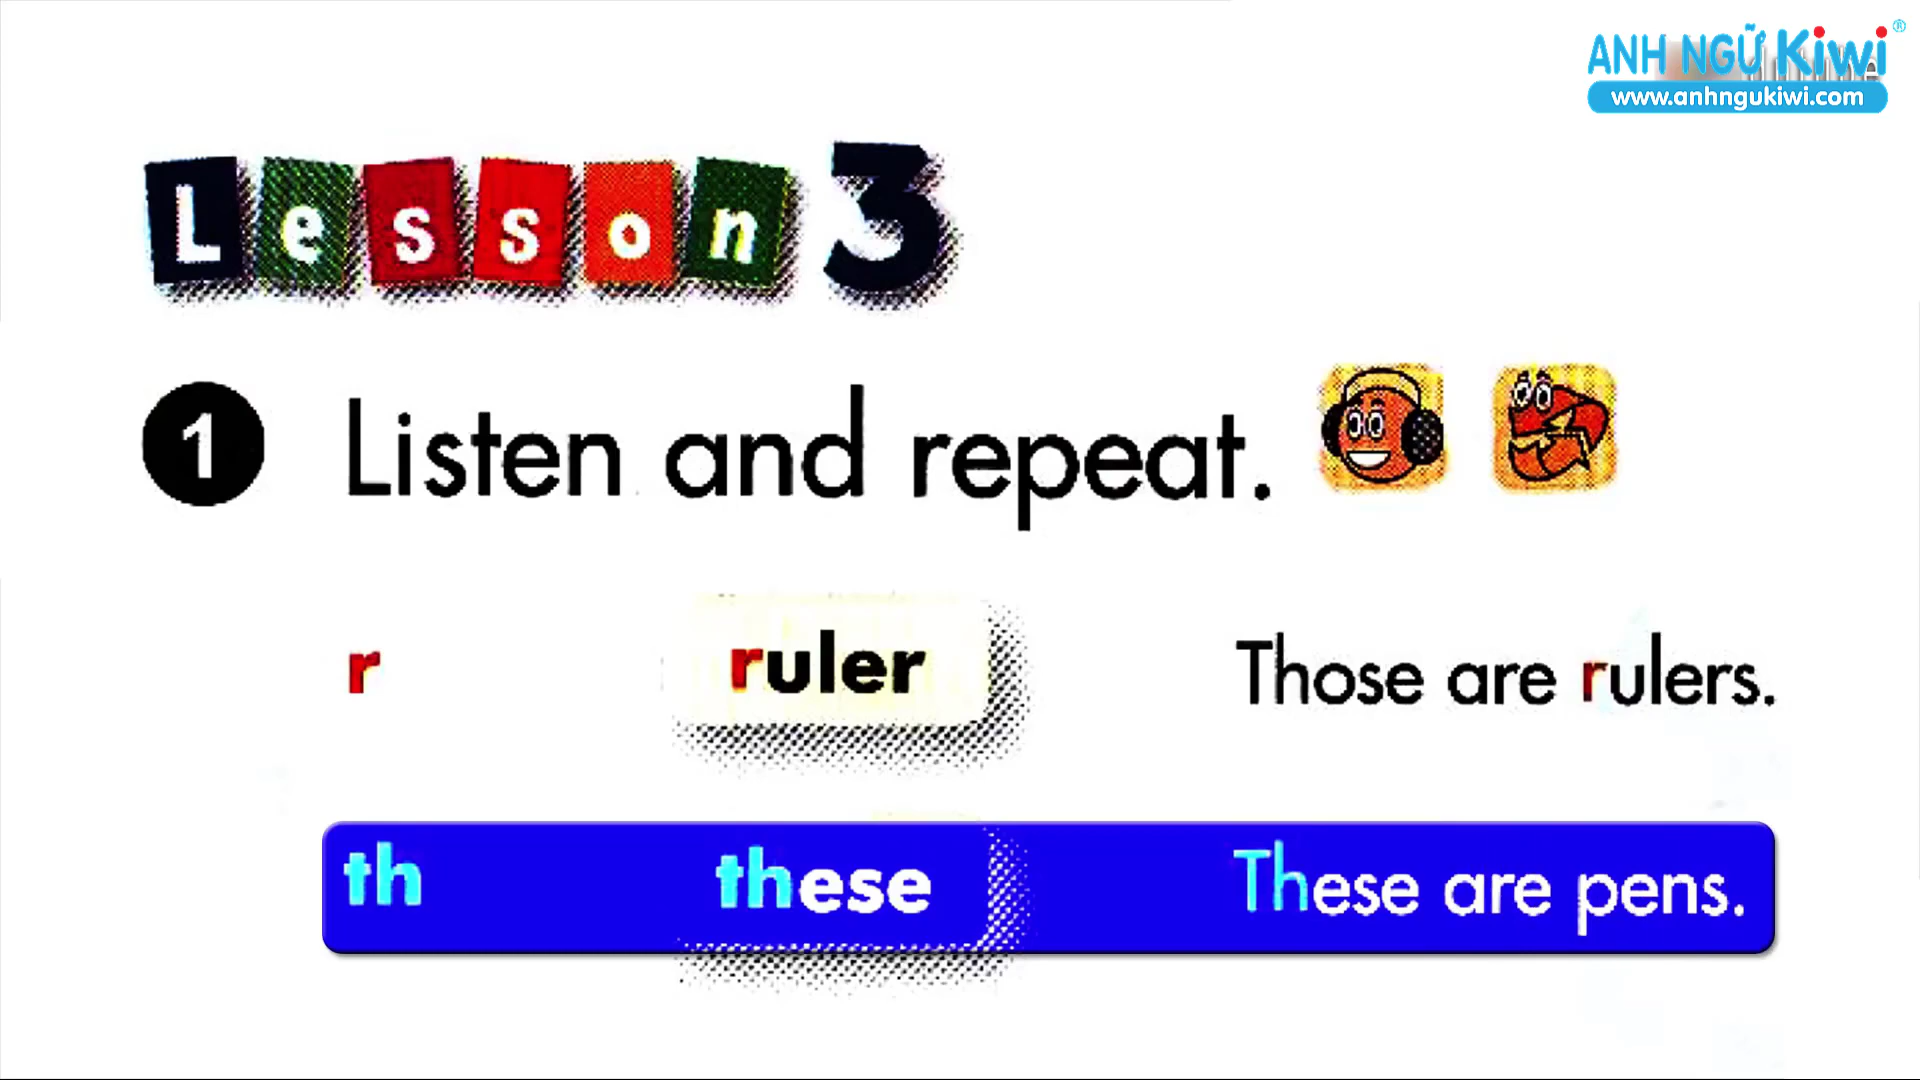 ANH NGỮ Kiwi®
www.anhngukiwi.com
Lesson 3
1 Listen and repeat.
r ruler Those are rulers.
th these These are pens.